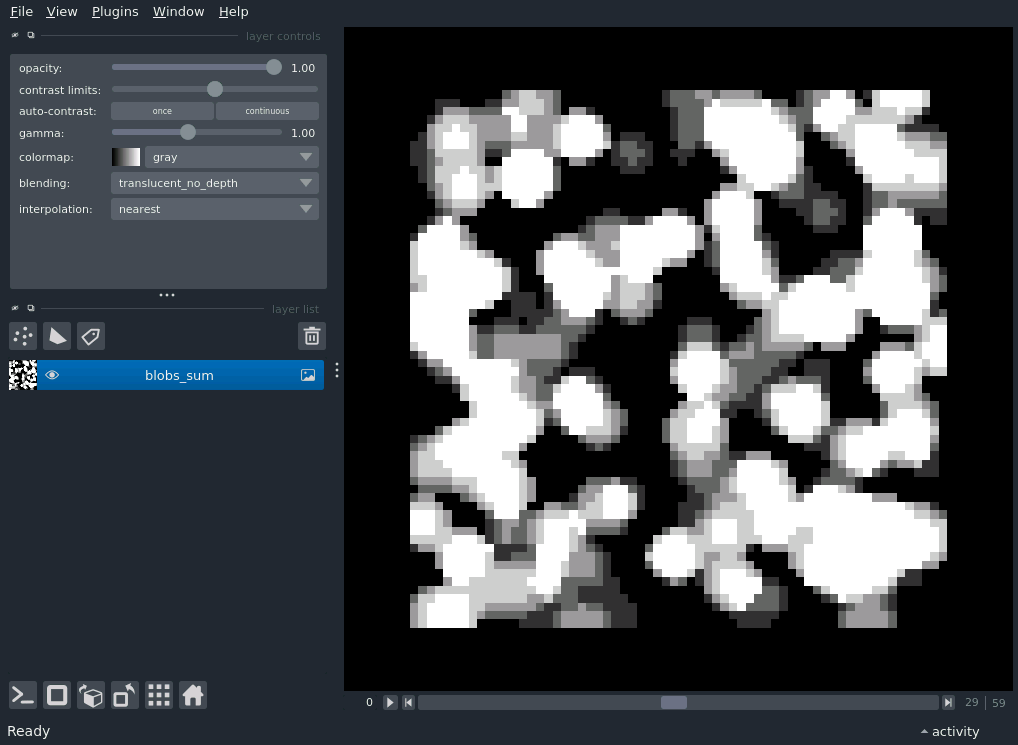 File View Plugins Window Help
layer controls
opacity: 1.00
contrast limits:
auto-contrast: once continuous
gamma: 1.00
colormap: gray
blending: translucent_no_depth
interpolation: nearest
layer list
blobs_sum
0 29 59
Ready activity